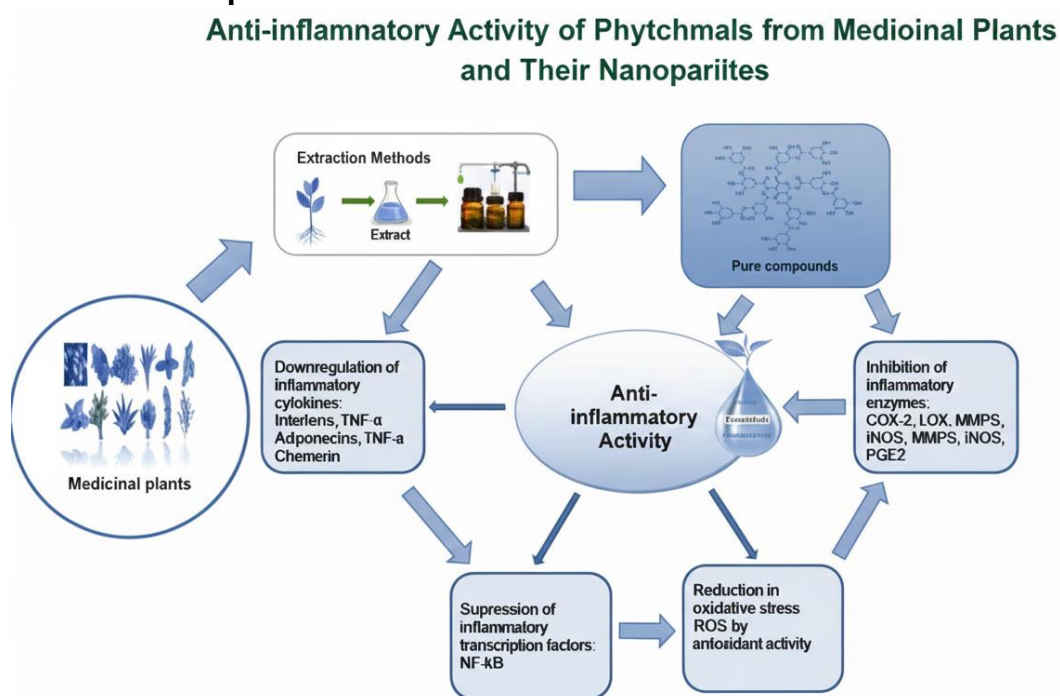 Anti-inflamnatory Activity of Phytchmals from Medioinal Plants
and Their Nanopariites
Extraction Methods
Extract
Pure compounds
Medicinal plants
Downregulation of
inflammatory
cylokines:
Interlens, TNF-α
Adponecins, TNF-a
Chemerin
Anti-
inflammatory
Activity
Inhibition of
inflammatory
enzymes:
COX-2, LOX. MMPS,
iNOS, MMPS, iNOS,
PGE2
Supression of
inflammatory
transcription factors:
NF-kB
Reduction in
oxidative stress
ROS by
antoxidant activity